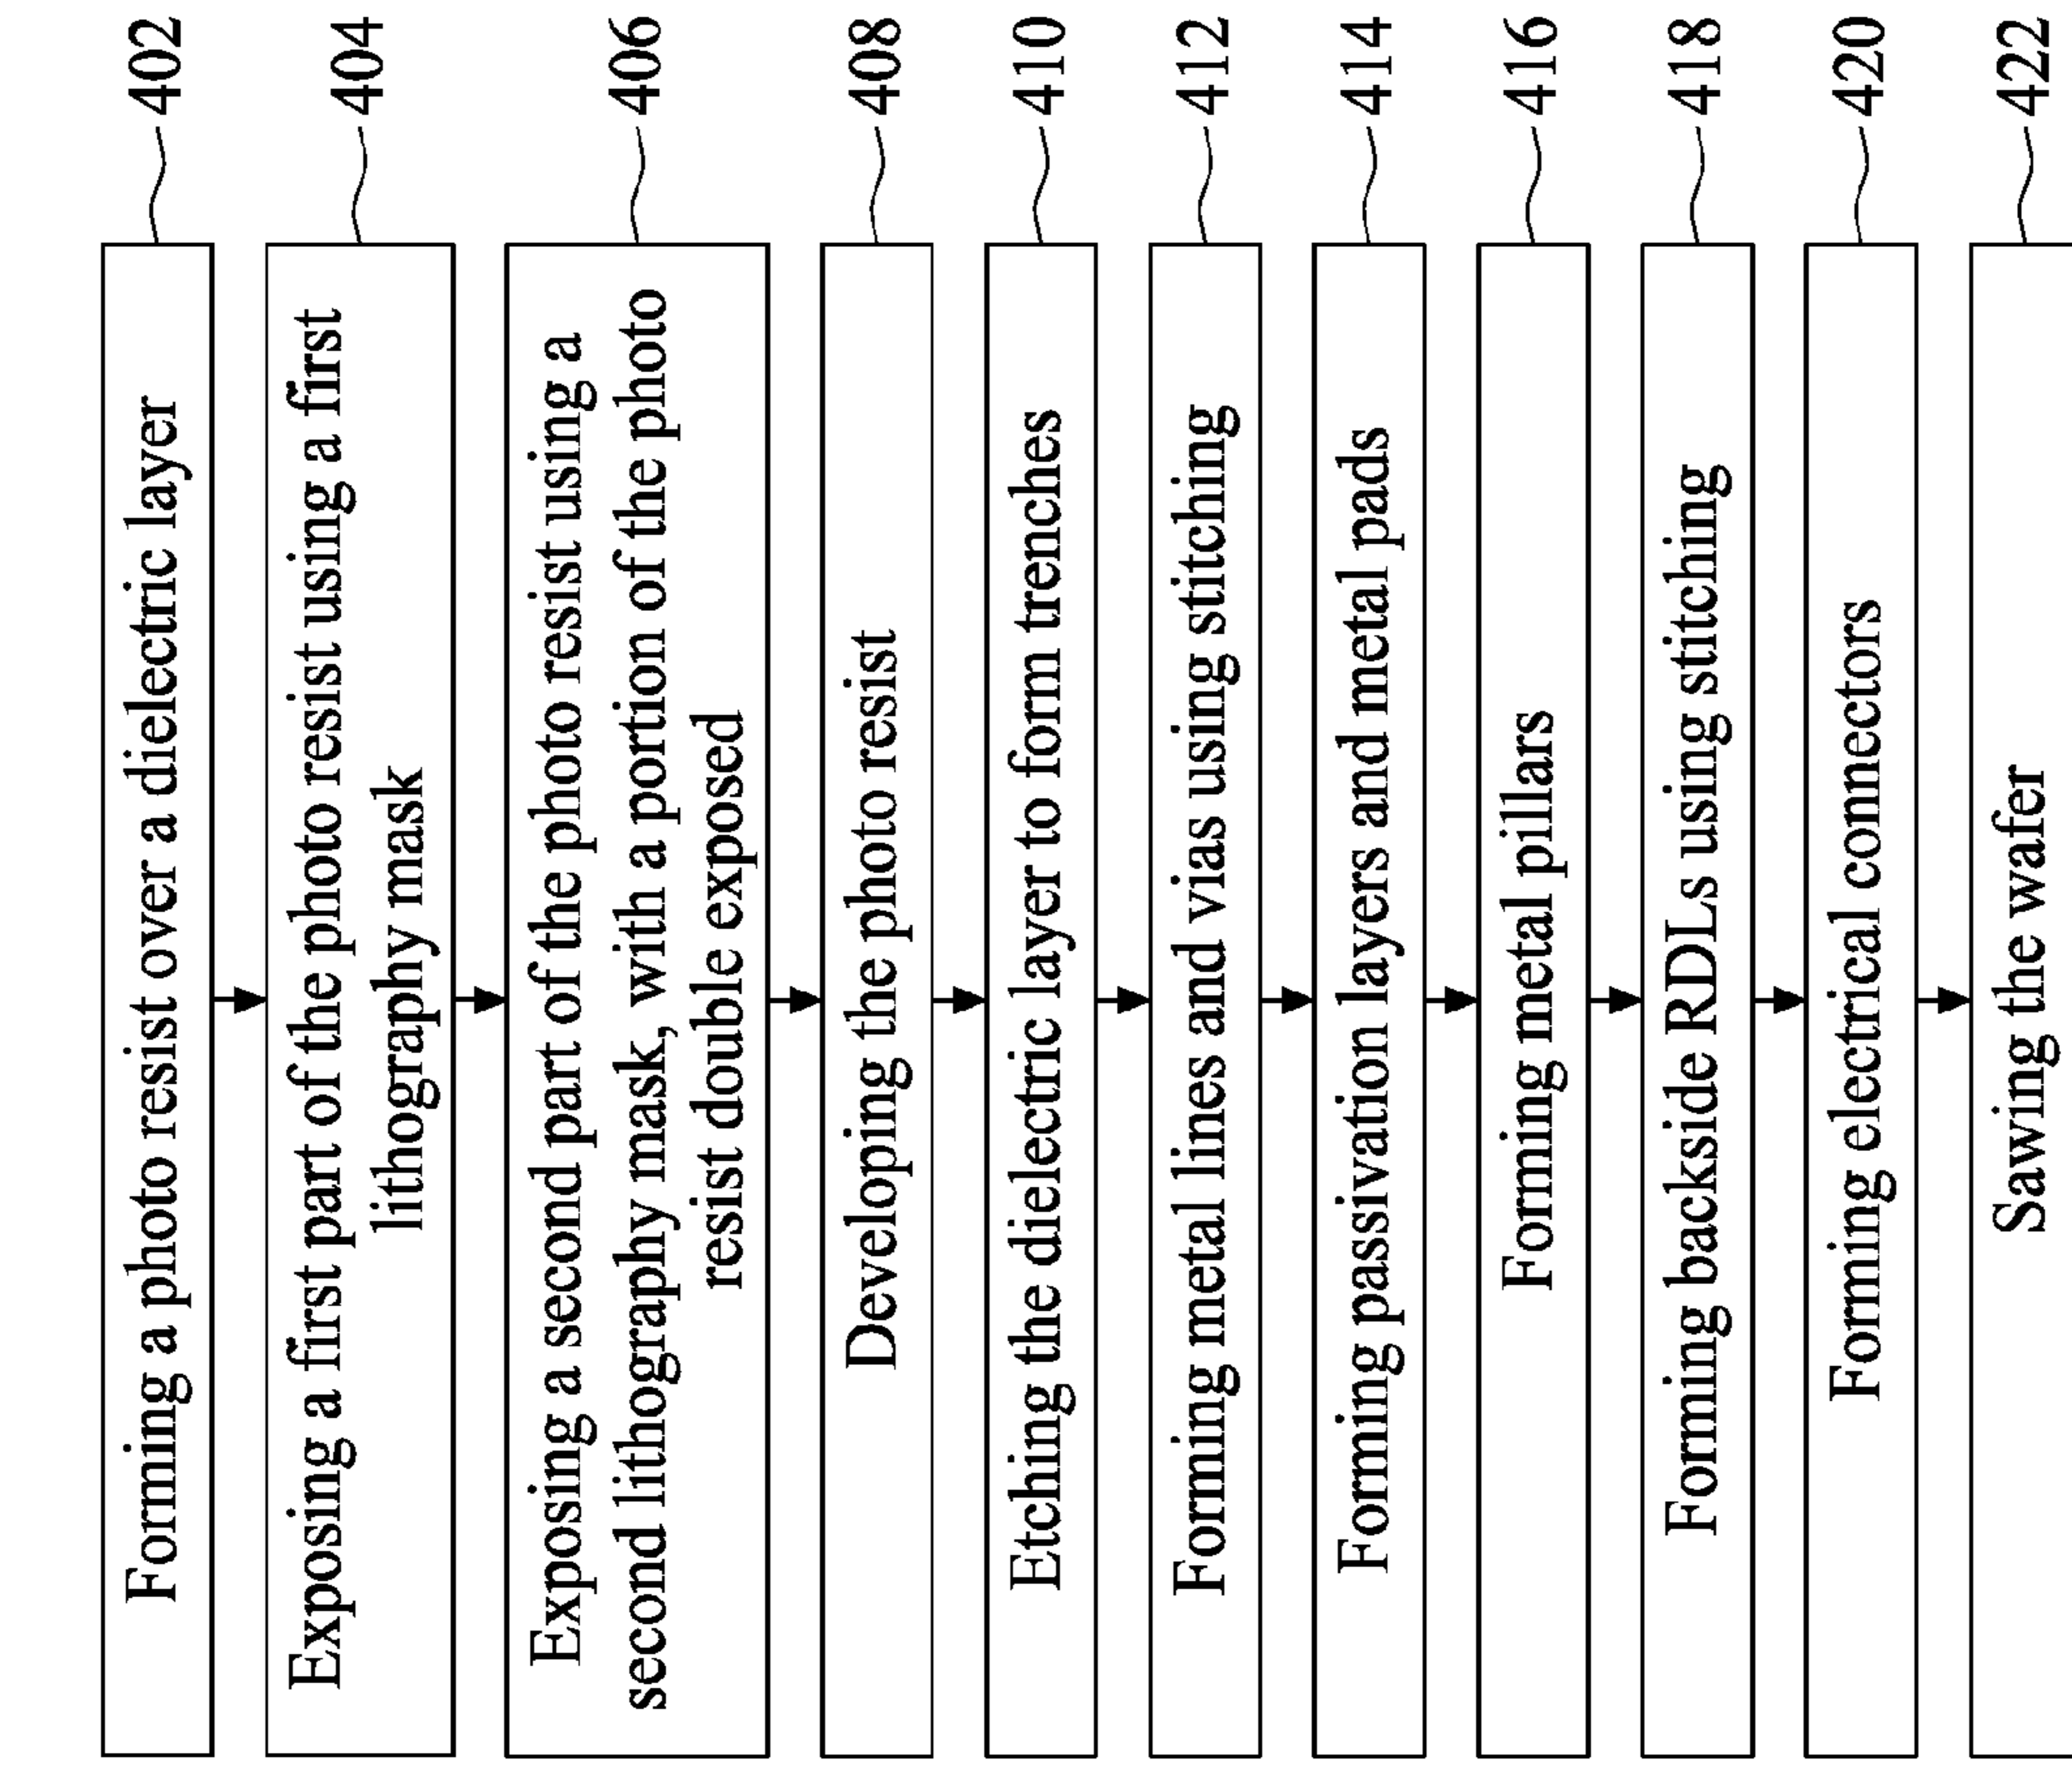 Forming a photo resist over a dielectric layer
402
Exposing a first part of the photo resist using a first
lithography mask
404
Exposing a second part of the photo resist using a
second lithography mask, with a portion of the photo
resist double exposed
406
Developing the photo resist
408
Etching the dielectric layer to form trenches
410
Forming metal lines and vias using stitching
412
Forming passivation layers and metal pads
414
Forming metal pillars
416
Forming backside RDLs using stitching
418
Forming electrical connectors
420
Sawing the wafer
422